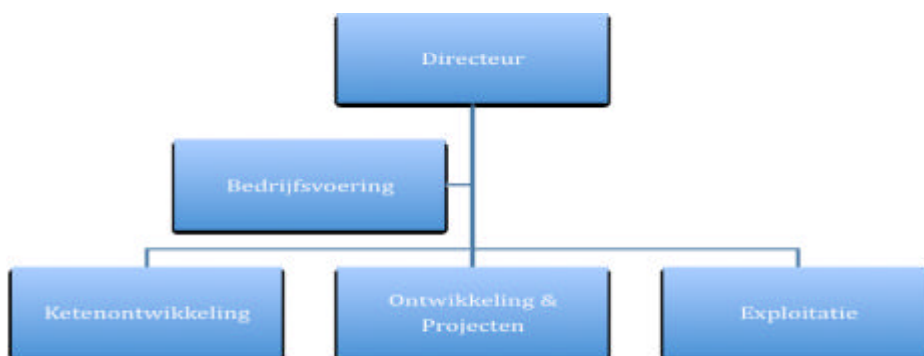 Directeur
Bedrijfsvoering
Ketenontwikkeling
Ontwikkeling &
Projecten
Exploitatie